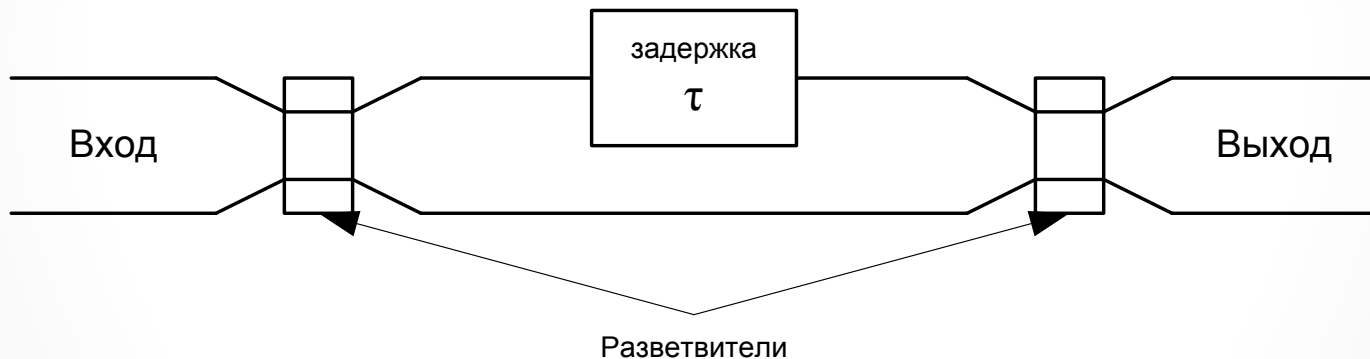 задержка
τ
Вход
Выход
Разветвители